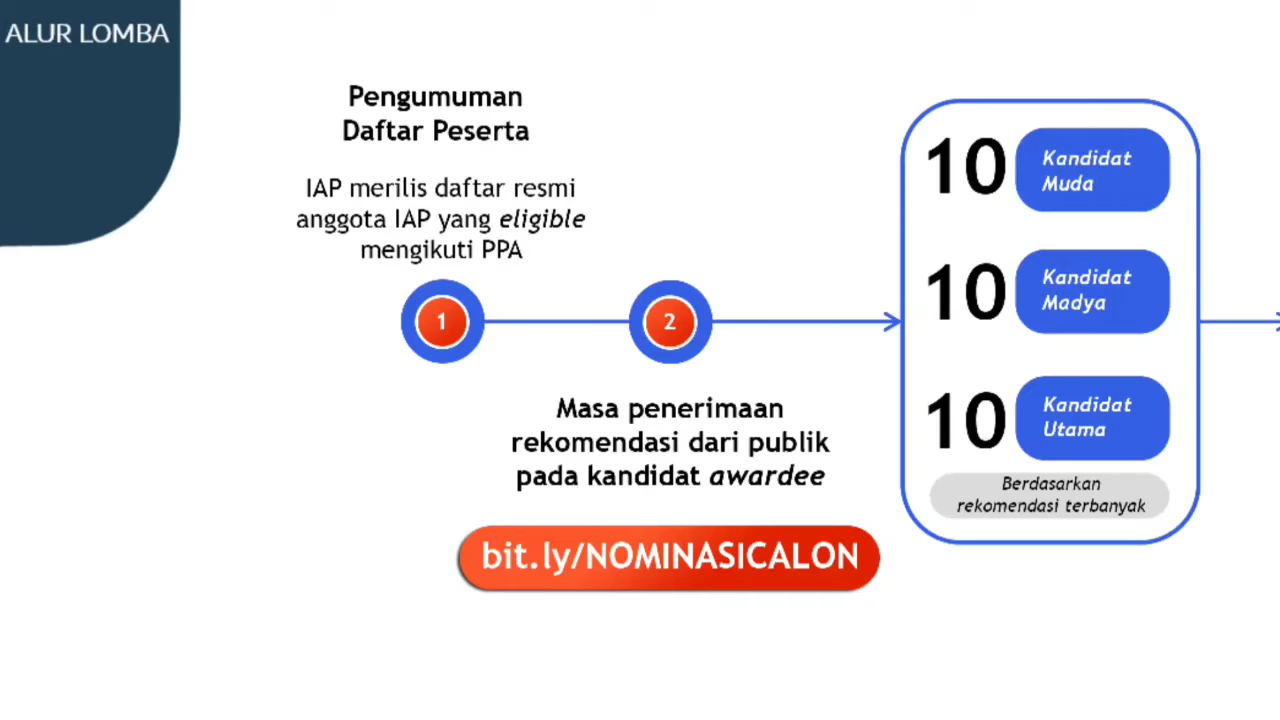 ALUR LOMBA
Pengumuman
Daftar Peserta
IAP merilis daftar resmi
anggota IAP yang eligible
mengikuti PPA
1
2
Masa penerimaan
rekomendasi dari publik
pada kandidat awardee
bit.ly/NOMINASICALON
10
Kandidat
Muda
10
Kandidat
Madya
10
Kandidat
Utama
Berdasarkan
rekomendasi terbanyak